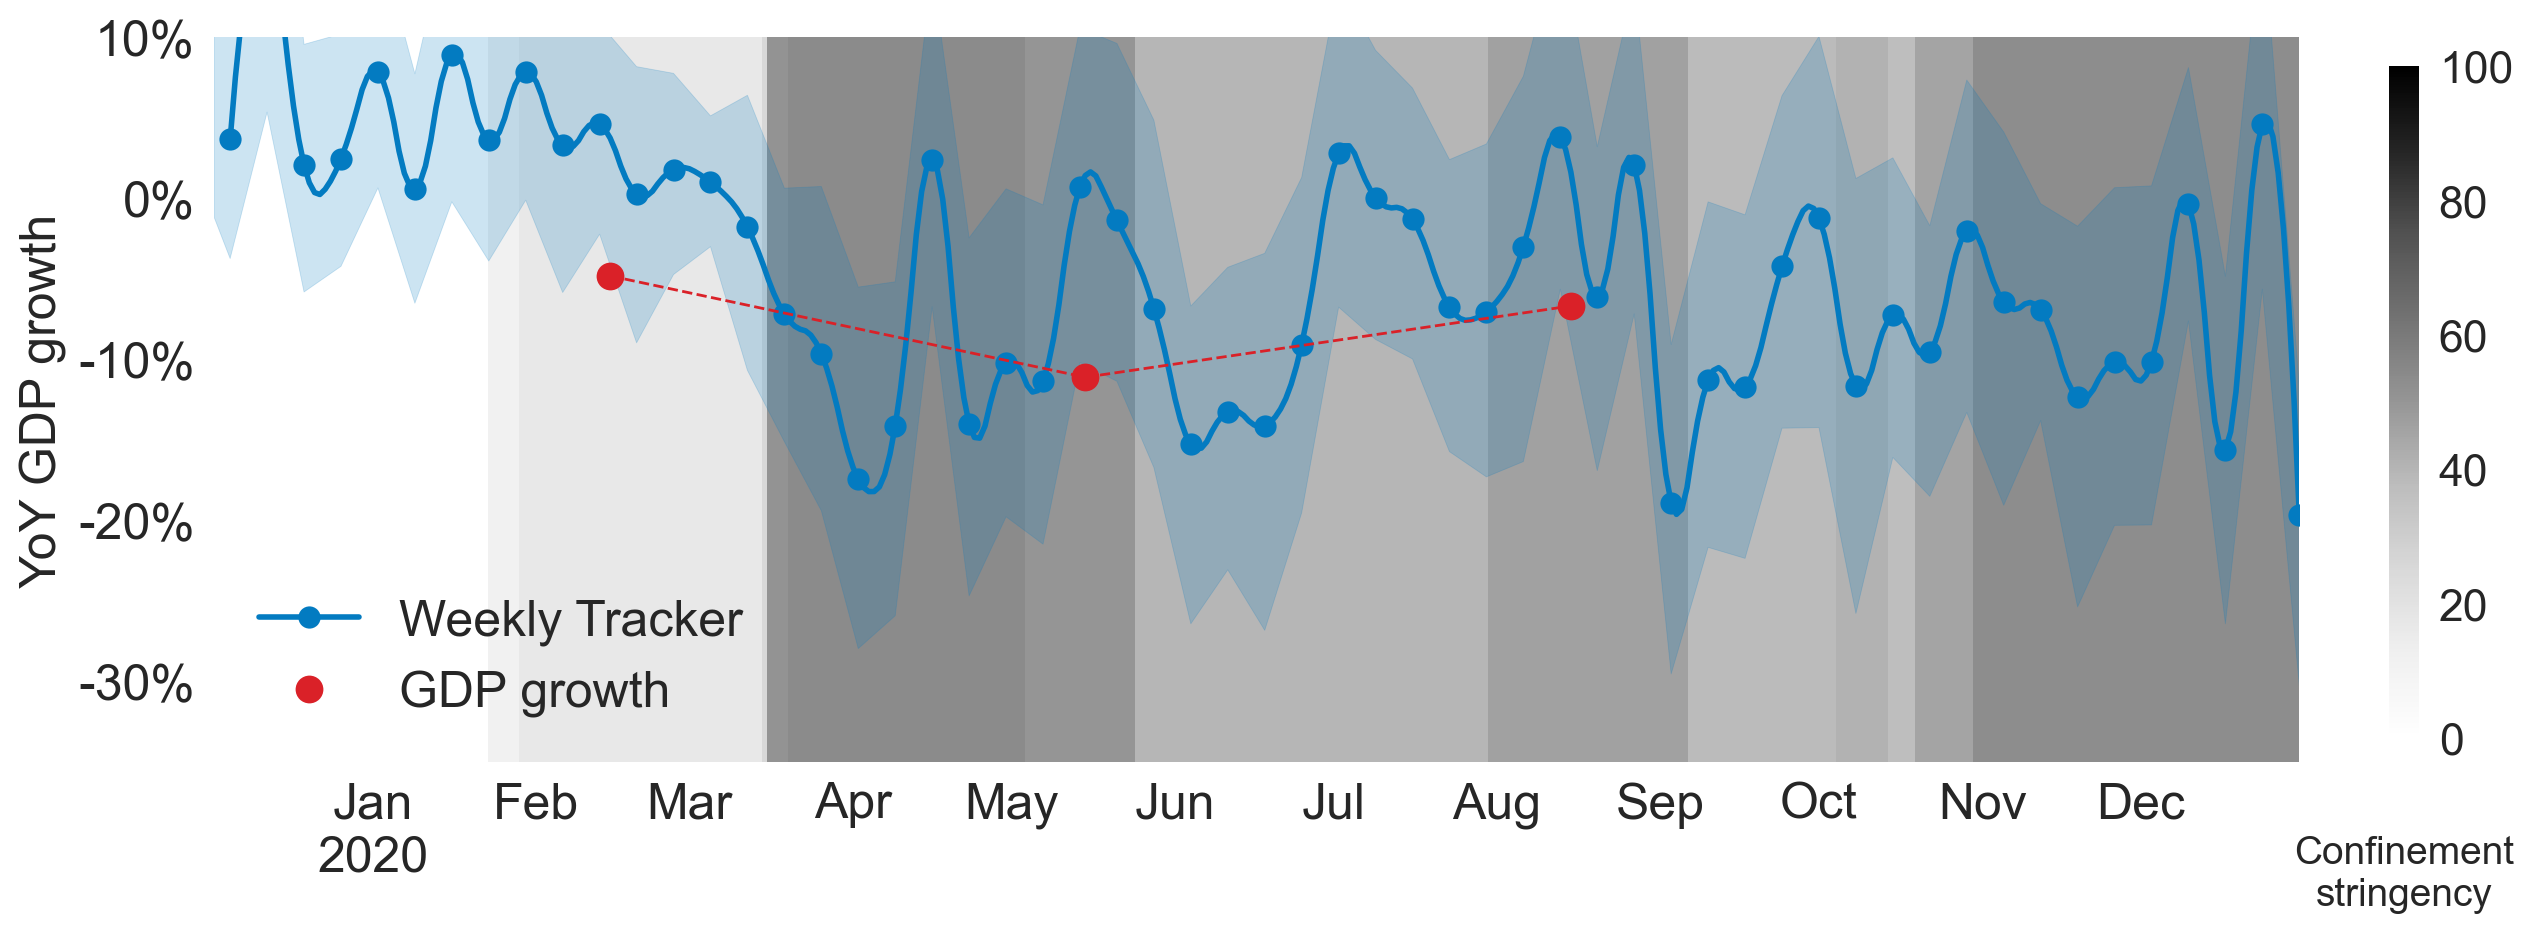 10%
0%
-10%
-20%
-30%
YoY GDP growth
Weekly Tracker
GDP growth
Jan Feb Mar Apr May Jun Jul Aug Sep Oct Nov Dec
2020
100
80
60
40
20
0
Confinement
stringency